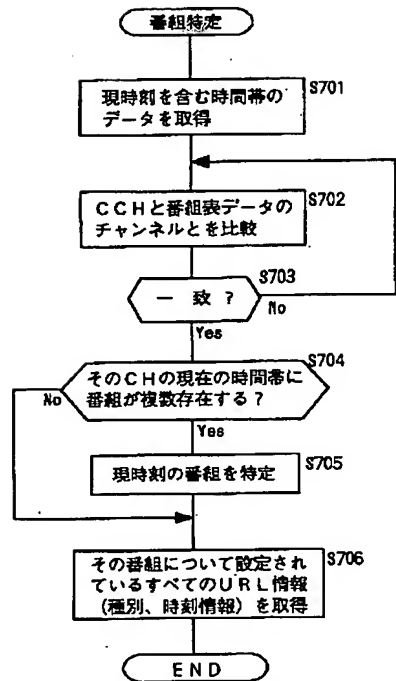 番組特定
現時刻を含む時間帯の
データを取得
S701
CCHと番組表データの
チャンネルとを比較
S702
一致?
S703
No
Yes
そのCHの現在の時間帯に
番組が複数存在する?
S704
No
Yes
現時刻の番組を特定
S705
その番組について設定され
ているすべてのURL情報
(種別、時刻情報)を取得
S706
END